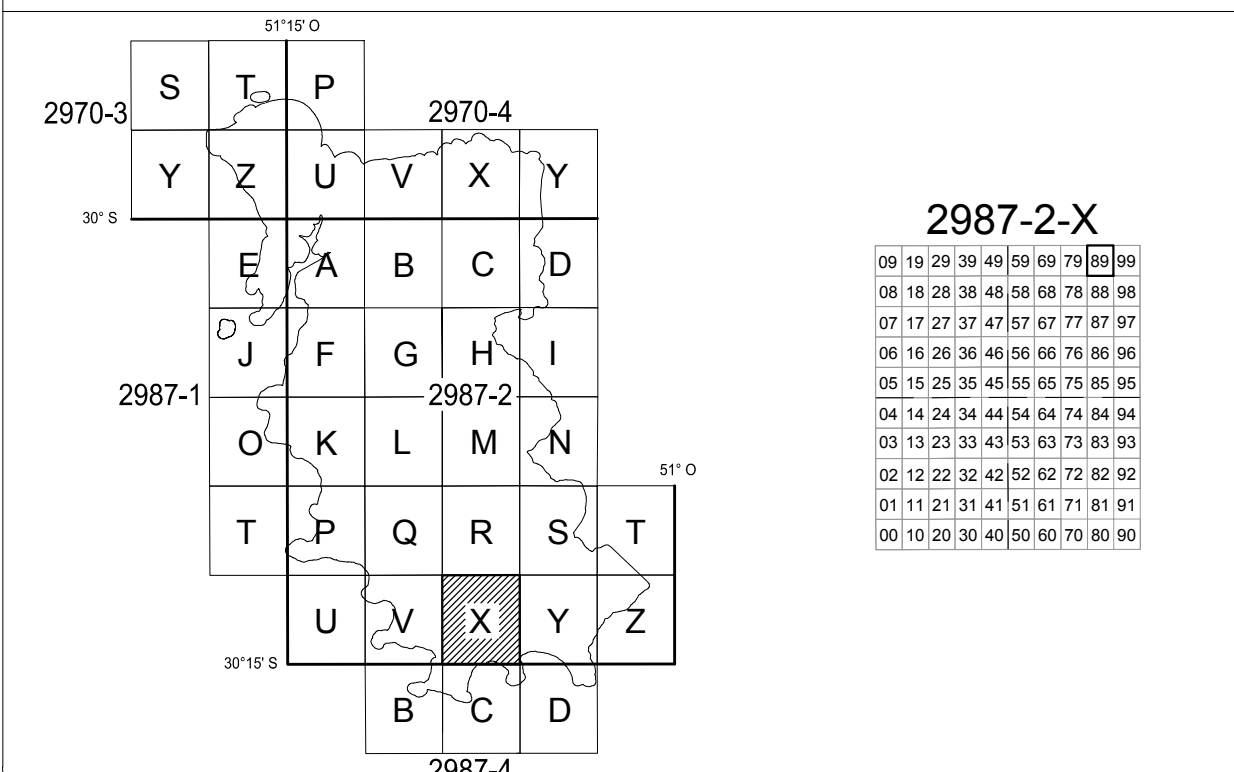 51°15' O
S T P
2970-3 2970-4
Y Z U V X Y
30° S
E A B C D
J F G H I
2987-1 2987-2
O K L M N
51° O
T P Q R S T
U V X Y Z
30°15' S
B C D
2987-4
2987-2-X
09 19 29 39 49 59 69 79 89 99
08 18 28 38 48 58 68 78 88 98
07 17 27 37 47 57 67 77 87 97
06 16 26 36 46 56 66 76 86 96
05 15 25 35 45 55 65 75 85 95
04 14 24 34 44 54 64 74 84 94
03 13 23 33 43 53 63 73 83 93
02 12 22 32 42 52 62 72 82 92
01 11 21 31 41 51 61 71 81 91
00 10 20 30 40 50 60 70 80 90